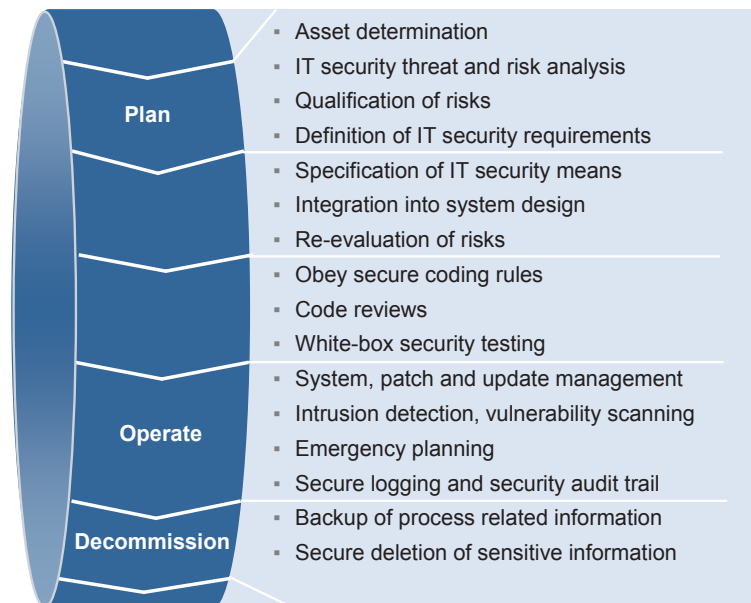 Plan
▪ Asset determination
▪ IT security threat and risk analysis
▪ Qualification of risks
▪ Definition of IT security requirements
▪ Specification of IT security means
▪ Integration into system design
▪ Re-evaluation of risks
▪ Obey secure coding rules
▪ Code reviews
▪ White-box security testing
Operate
▪ System, patch and update management
▪ Intrusion detection, vulnerability scanning
▪ Emergency planning
▪ Secure logging and security audit trail
Decommission
▪ Backup of process related information
▪ Secure deletion of sensitive information